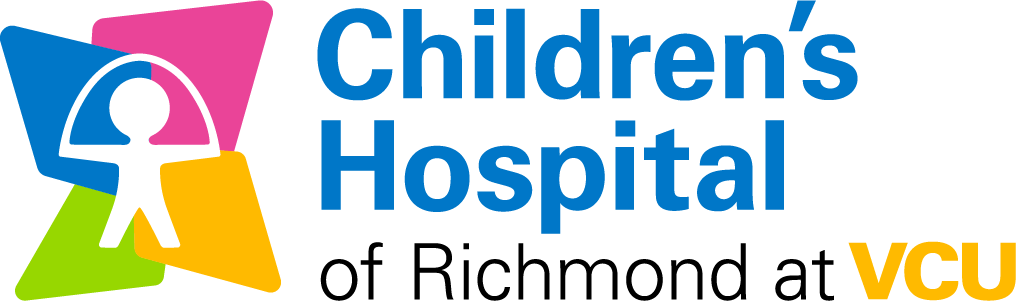 Children's
Hospital
of Richmond at VCU